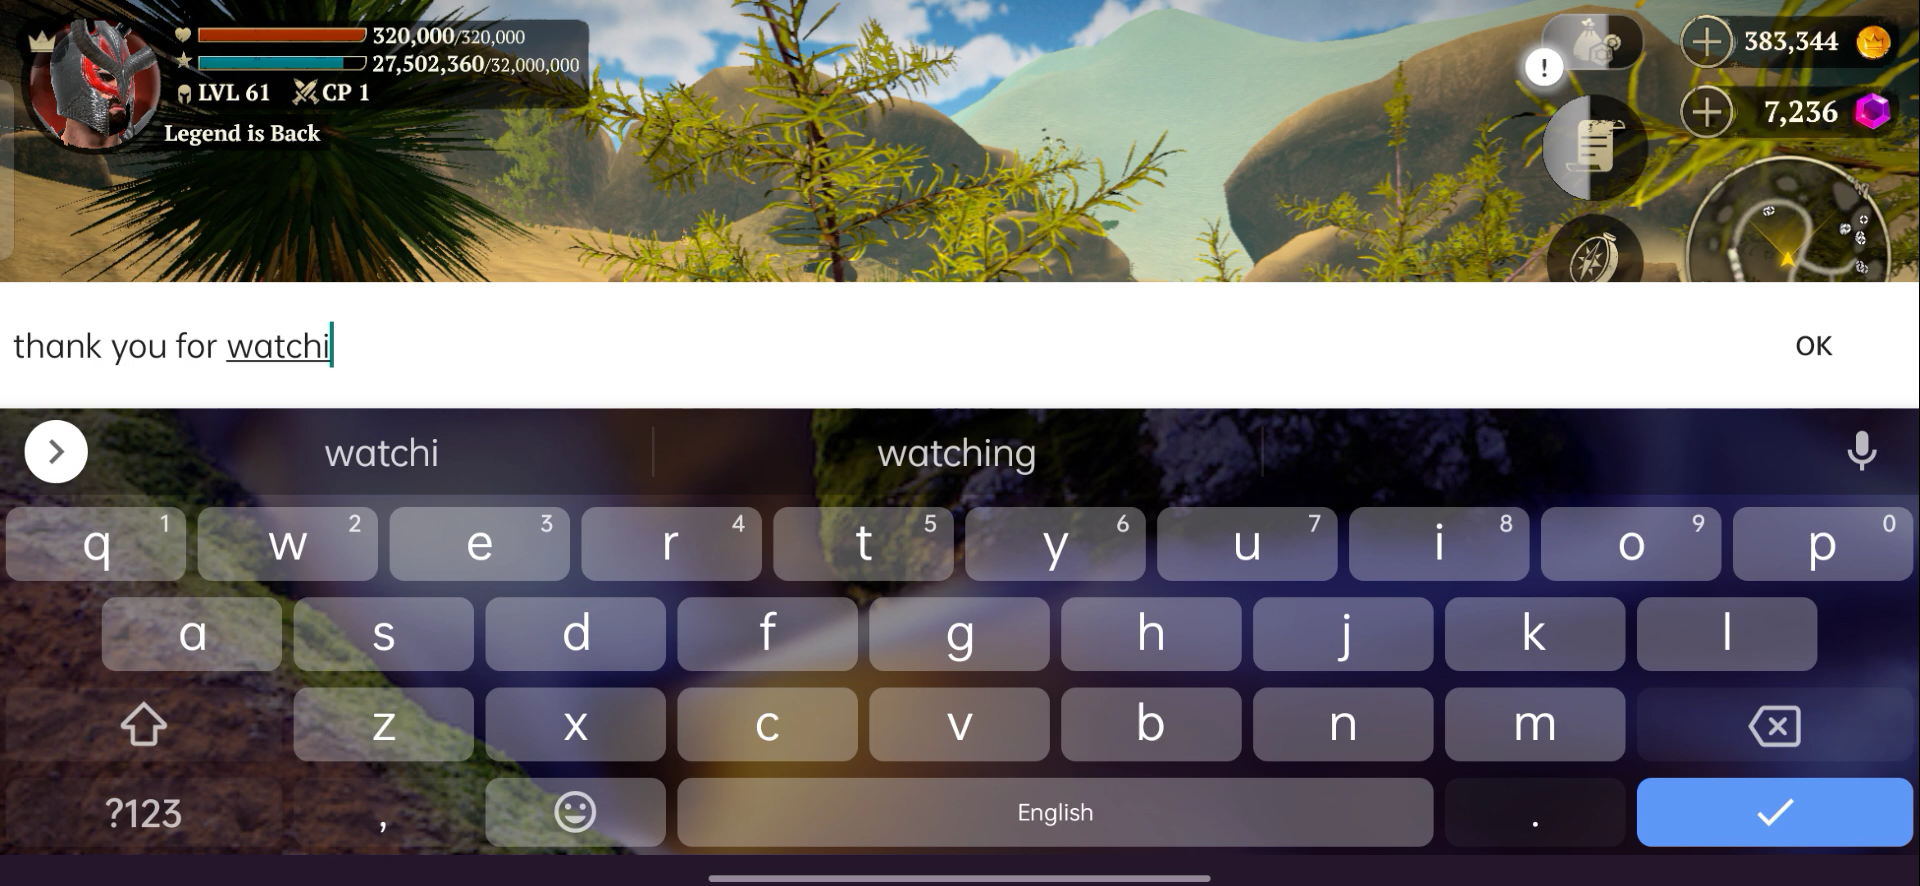 320,000/320,000
27,502,360/32,000,000
LVL 61 CP 1
Legend is Back
!
383,344
7,236
thank you for watchi
OK
watchi watching
q 1 w 2 e 3 r 4 t 5 y 6 u 7 i 8 o 9 p 0
a s d f g h j k l
z x c v b n m
?123 , English .